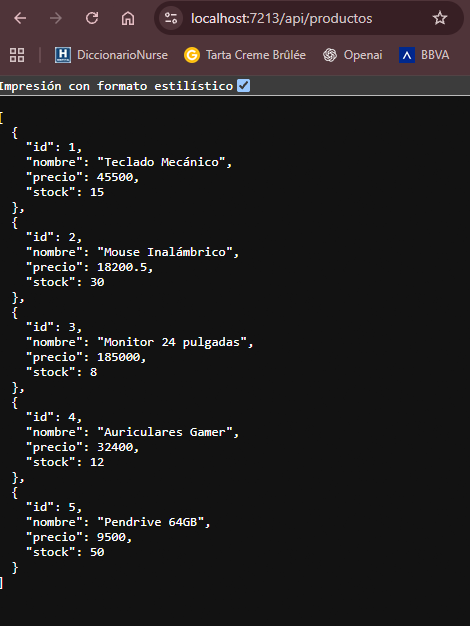 localhost:7213/api/productos
DiccionarioNurse
Tarta Creme Brûlée
Openai
BBVA
Impresión con formato estilístico
[
  {
    "id": 1,
    "nombre": "Teclado Mecánico",
    "precio": 45500,
    "stock": 15
  },
  {
    "id": 2,
    "nombre": "Mouse Inalámbrico",
    "precio": 18200.5,
    "stock": 30
  },
  {
    "id": 3,
    "nombre": "Monitor 24 pulgadas",
    "precio": 185000,
    "stock": 8
  },
  {
    "id": 4,
    "nombre": "Auriculares Gamer",
    "precio": 32400,
    "stock": 12
  },
  {
    "id": 5,
    "nombre": "Pendrive 64GB",
    "precio": 9500,
    "stock": 50
  }
]